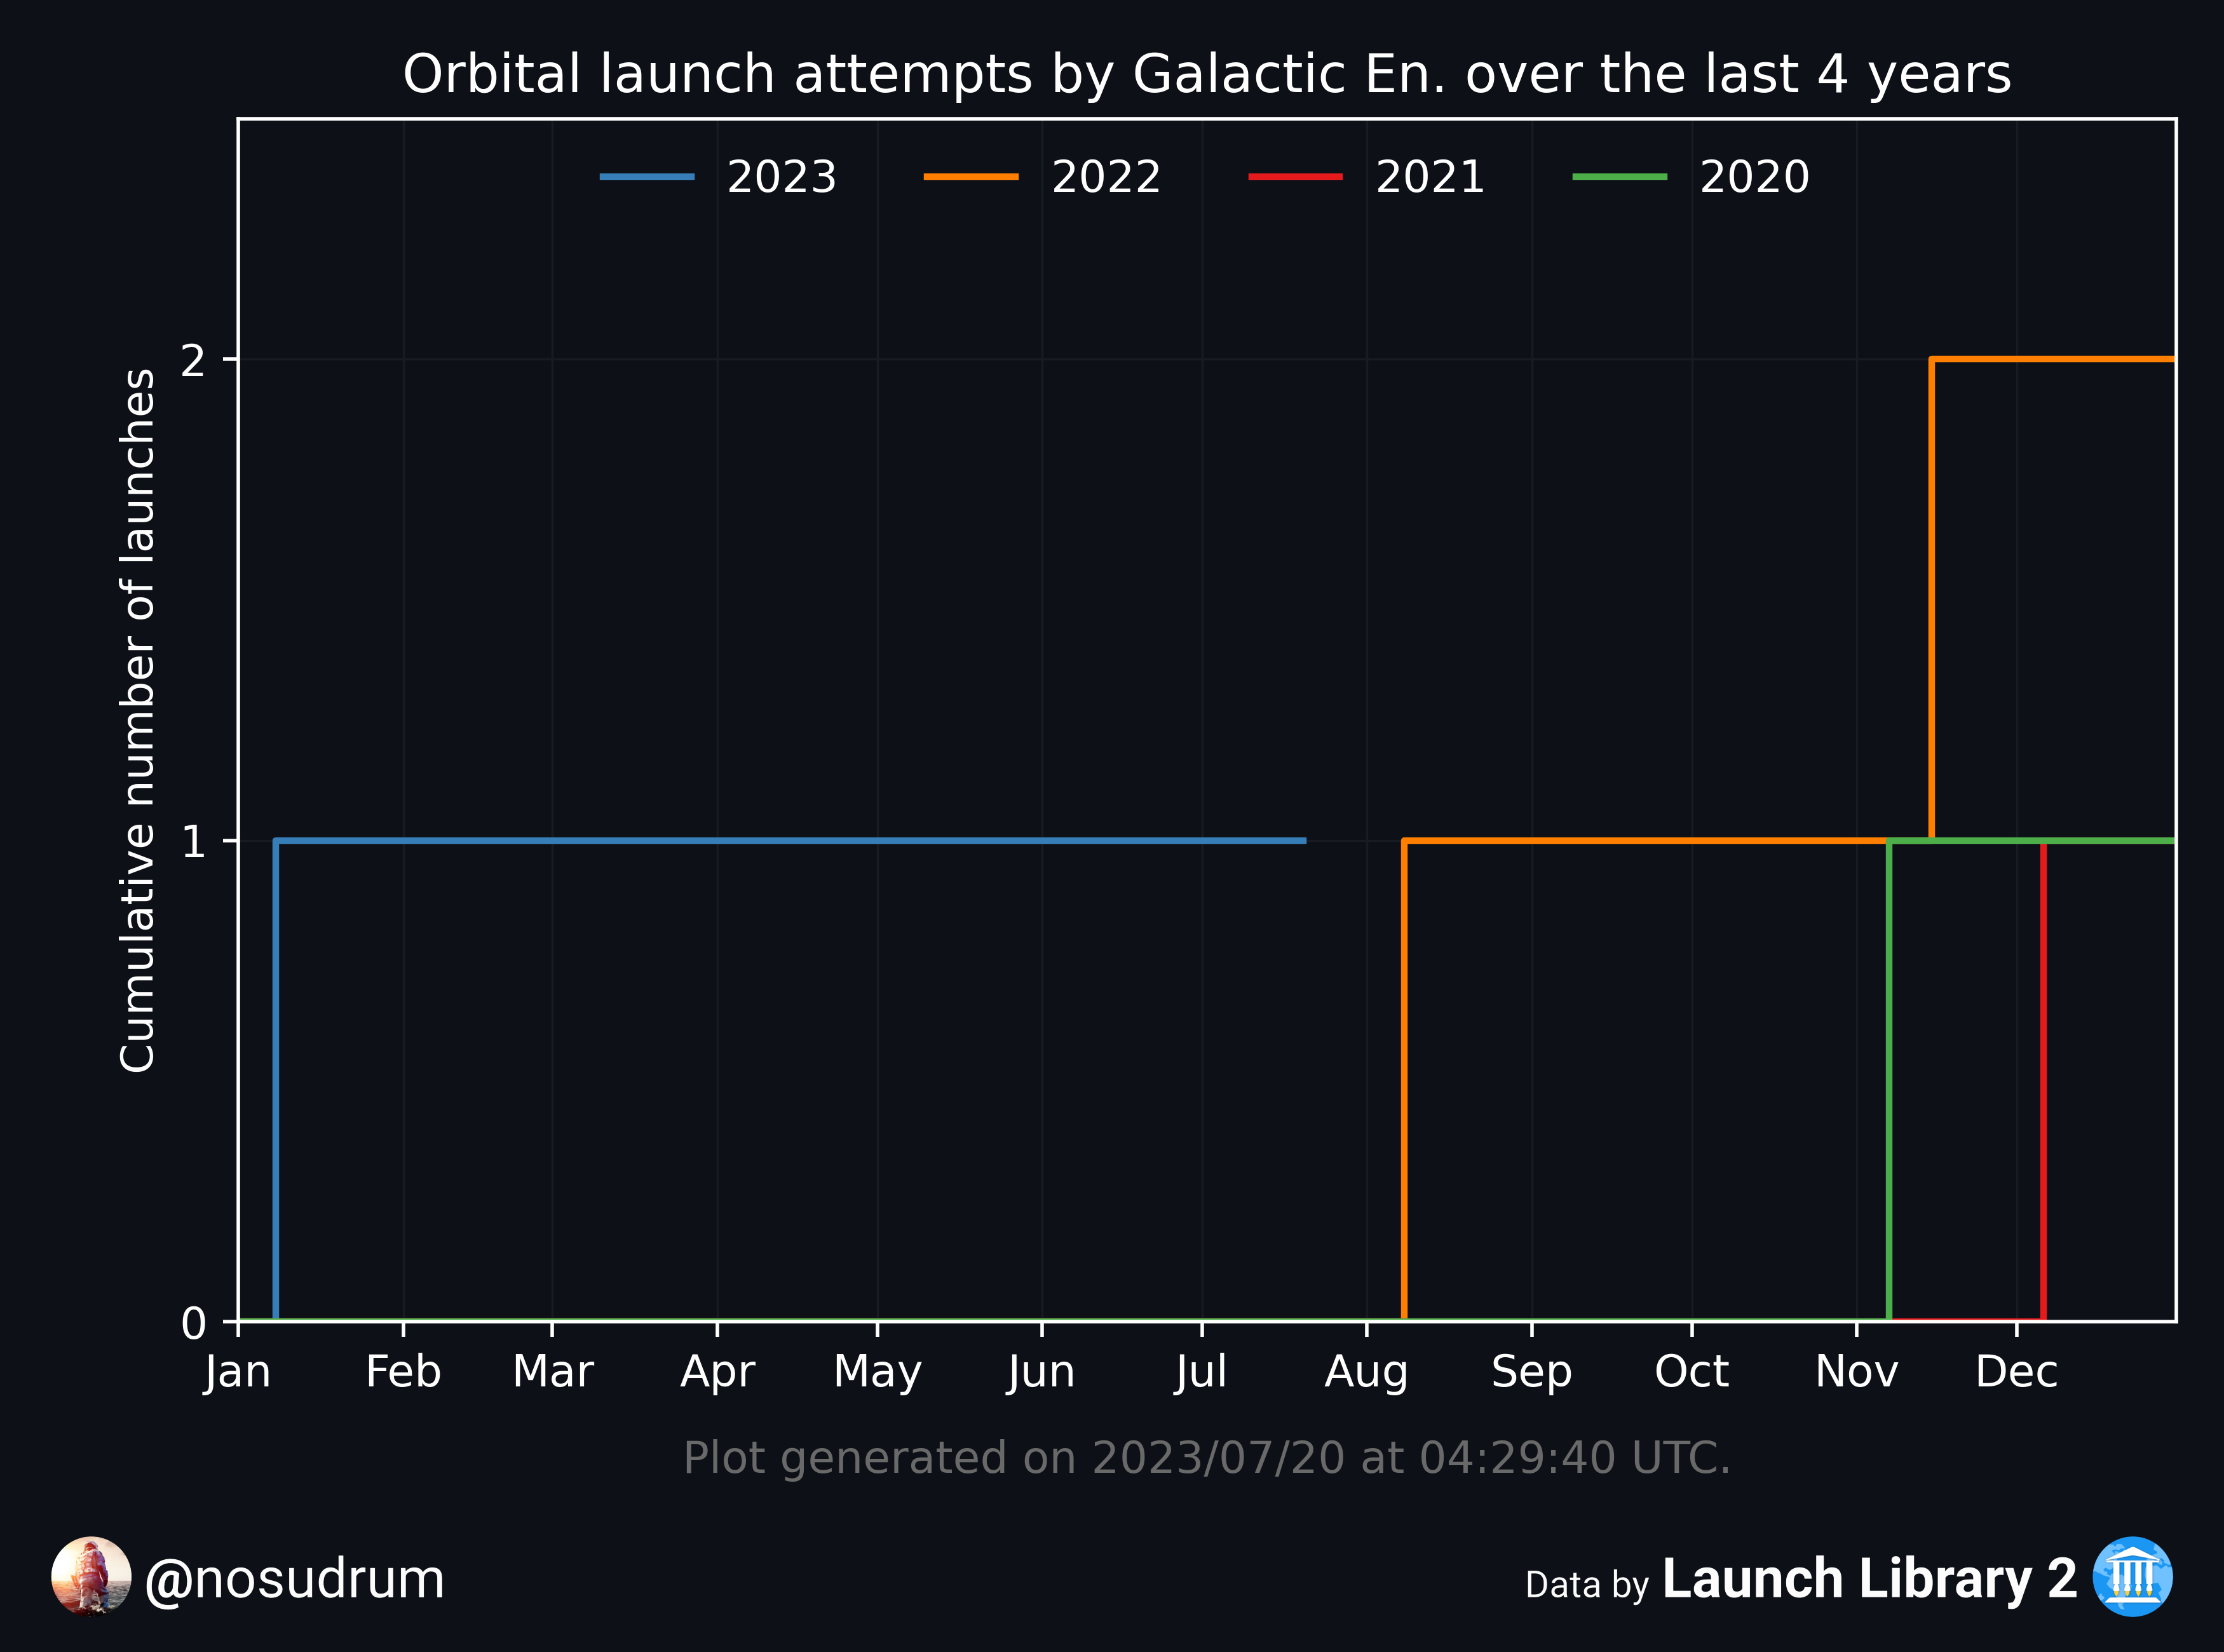 Orbital launch attempts by Galactic En. over the last 4 years
2023 2022 2021 2020
Cumulative number of launches
2
1
0
Jan Feb Mar Apr May Jun Jul Aug Sep Oct Nov Dec
Plot generated on 2023/07/20 at 04:29:40 UTC.
@nosudrum
Data by Launch Library 2